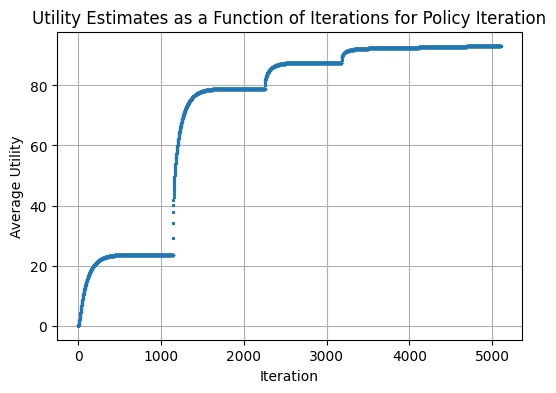 Utility Estimates as a Function of Iterations for Policy Iteration
Average Utility
80
60
40
20
0
0 1000 2000 3000 4000 5000
Iteration